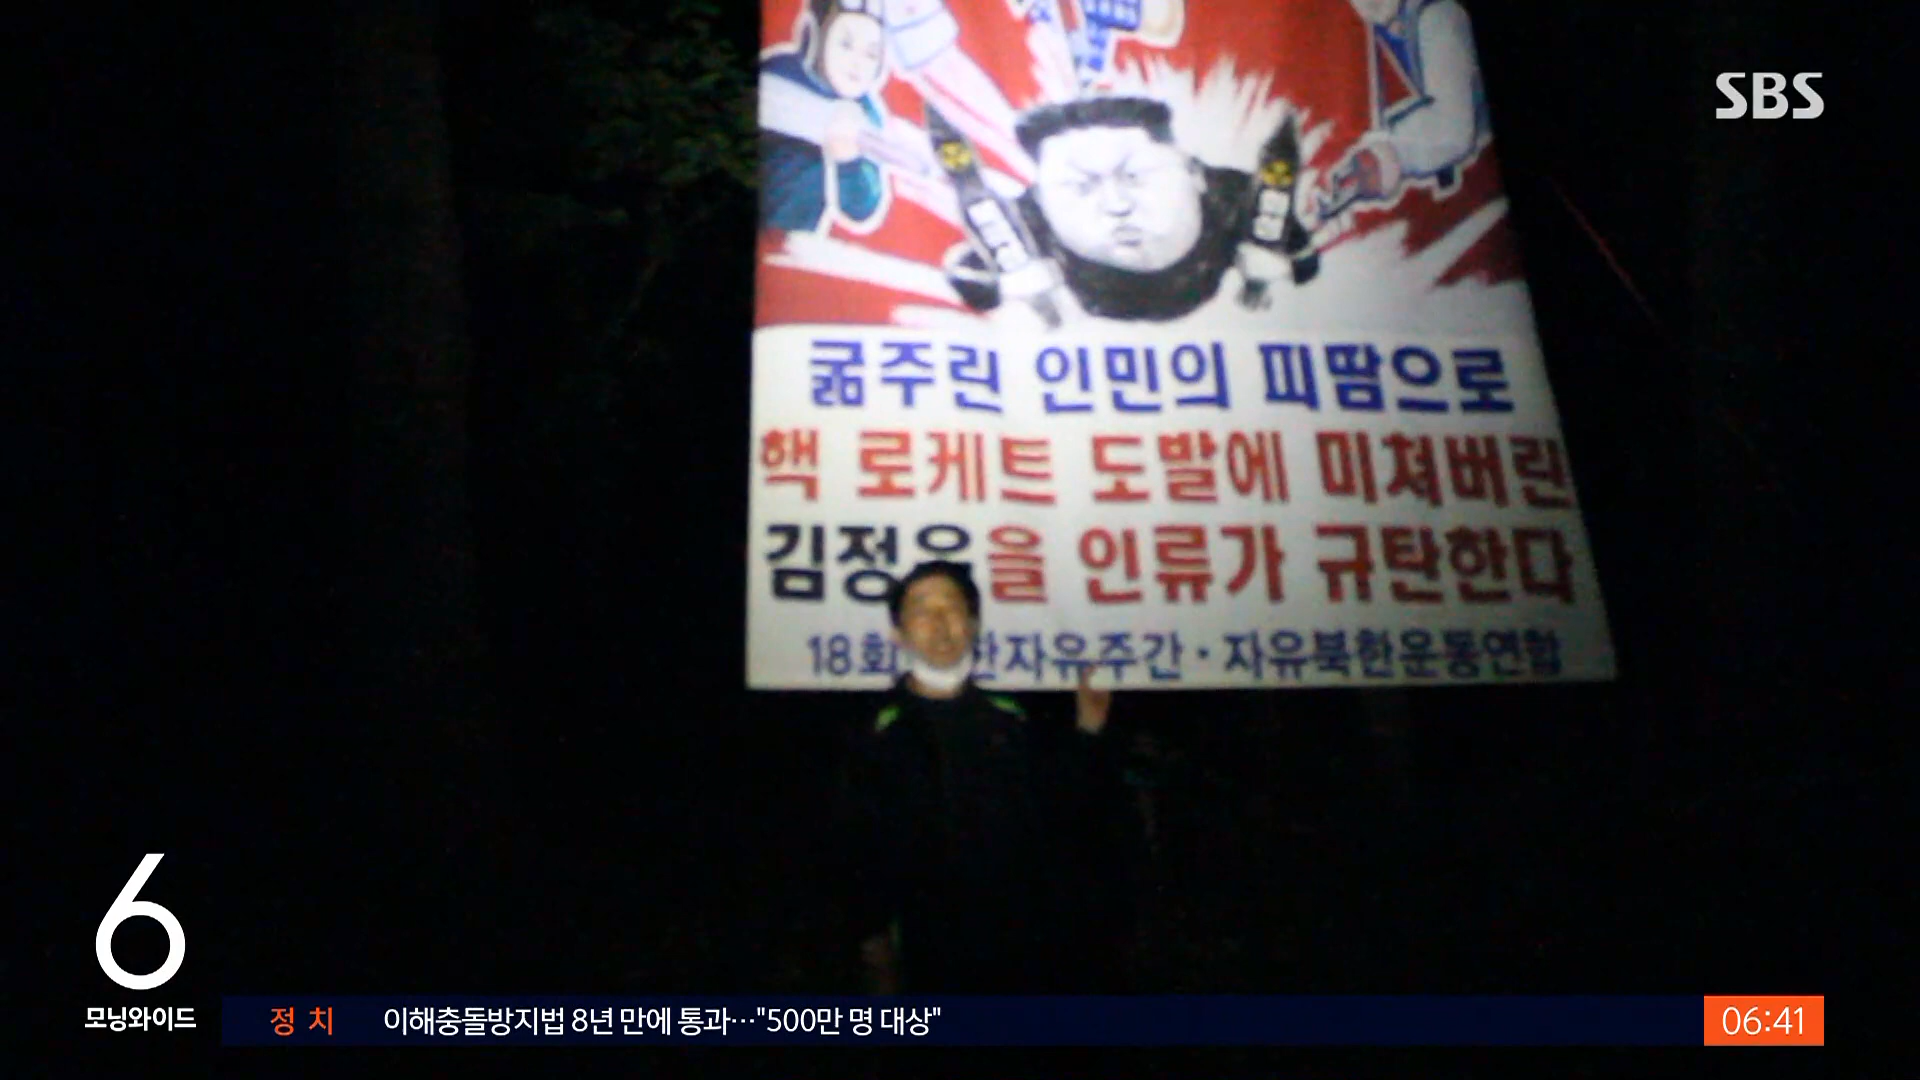 SBS
굶주린 인민의 피땀으로
핵 로케트 도발에 미쳐버린
김정은을 인류가 규탄한다
18회 한자유주간·자유북한운동연합
6
모닝와이드
정 치 이해충돌방지법 8년 만에 통과…"500만 명 대상"
06:41